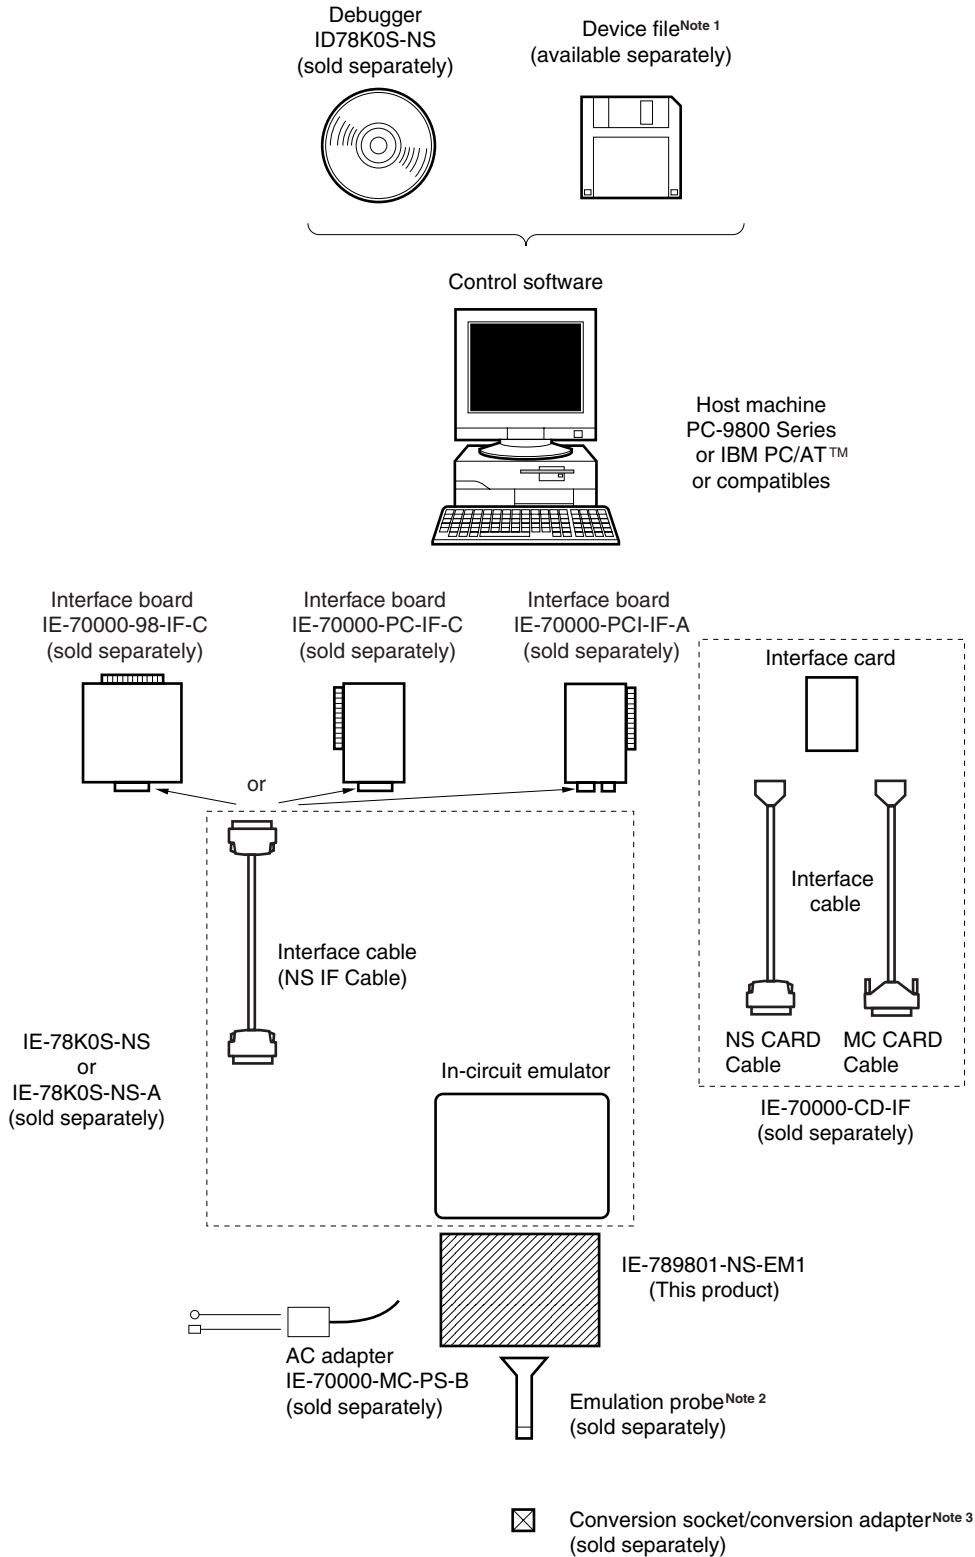 Debugger
ID78K0S-NS
(sold separately)
Device fileNote 1
(available separately)
Control software
Host machine
PC-9800 Series
or IBM PC/AT™
or compatibles
Interface board
IE-70000-98-IF-C
(sold separately)
Interface board
IE-70000-PC-IF-C
(sold separately)
Interface board
IE-70000-PCI-IF-A
(sold separately)
Interface card
or
Interface
cable
Interface cable
(NS IF Cable)
NS CARD
Cable
MC CARD
Cable
IE-78K0S-NS
or
IE-78K0S-NS-A
(sold separately)
In-circuit emulator
IE-70000-CD-IF
(sold separately)
IE-789801-NS-EM1
(This product)
AC adapter
IE-70000-MC-PS-B
(sold separately)
Emulation probeNote 2
(sold separately)
Conversion socket/conversion adapterNote 3
(sold separately)